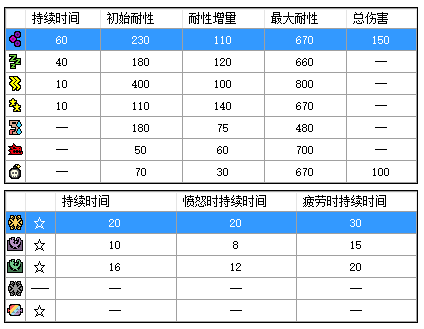 持续时间 初始耐性 耐性增量 最大耐性 总伤害
60 230 110 670 150
40 180 120 660 —
10 400 100 800 —
10 110 140 670 —
— 180 75 480 —
— 50 60 700 —
— 70 30 670 100
持续时间 愤怒时持续时间 疲劳时持续时间
☆ 20 20 30
☆ 10 8 15
☆ 16 12 20
— — — —
☆ — — —